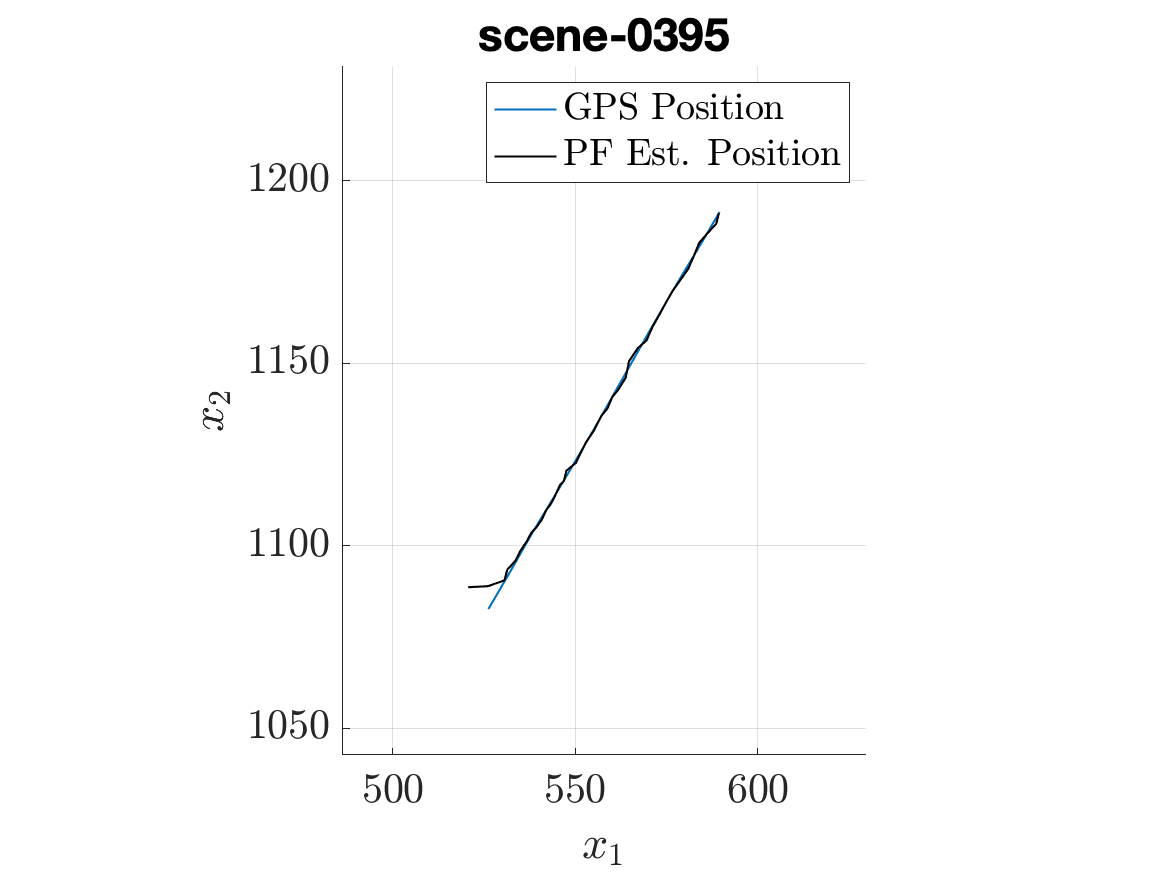 scene-0395
GPS Position
PF Est. Position
1200
1150
1100
1050
x₂
500 550 600
x₁